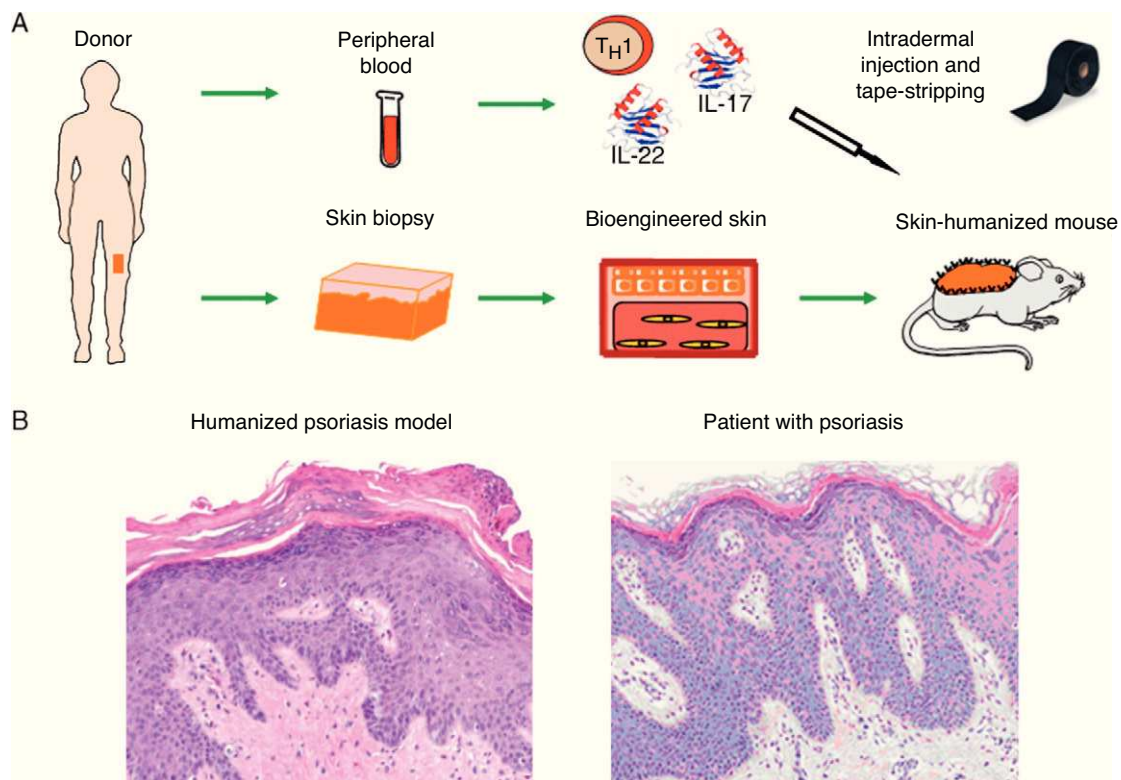 A
Donor
Peripheral
blood
TH1
IL-17
IL-22
Intradermal
injection and
tape-stripping
Skin biopsy
Bioengineered skin
Skin-humanized mouse
B
Humanized psoriasis model
Patient with psoriasis